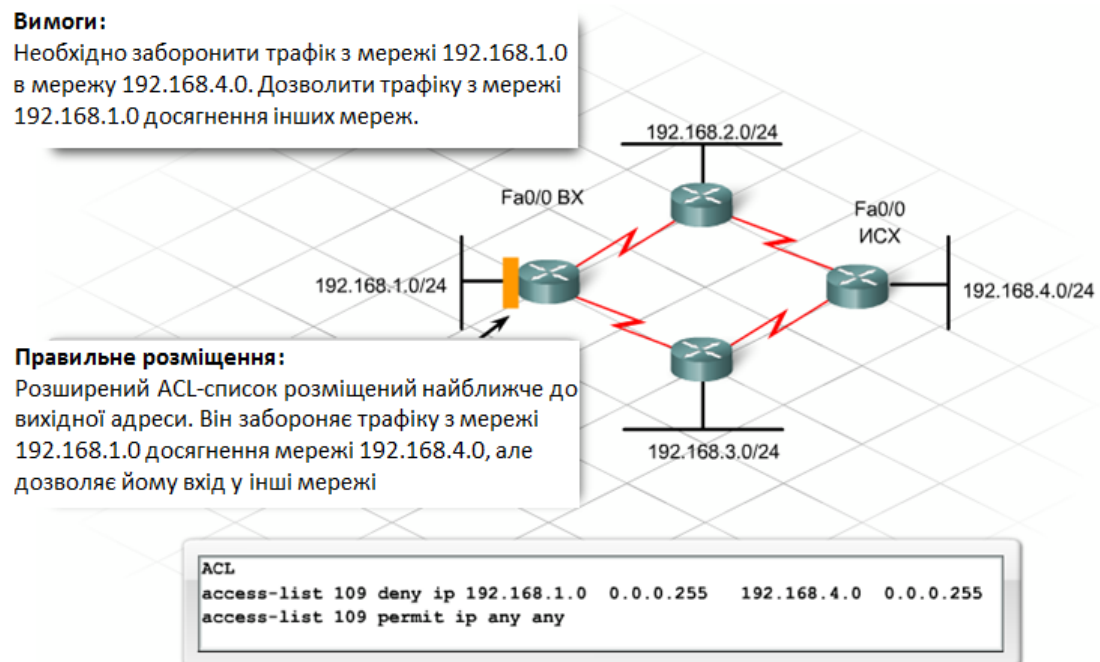 Вимоги:
Необхідно заборонити трафік з мережі 192.168.1.0
в мережу 192.168.4.0. Дозволити трафіку з мережі
192.168.1.0 досягнення інших мереж.
192.168.2.0/24
Fa0/0 ВХ
Fa0/0
ИСХ
192.168.1.0/24
192.168.4.0/24
Правильне розміщення:
Розширений ACL-список розміщений найближче до
вихідної адреси. Він забороняє трафіку з мережі
192.168.1.0 досягнення мережі 192.168.4.0, але
дозволяє йому вхід у інші мережі
192.168.3.0/24
ACL
access-list 109 deny ip 192.168.1.0 0.0.0.255 192.168.4.0 0.0.0.255
access-list 109 permit ip any any